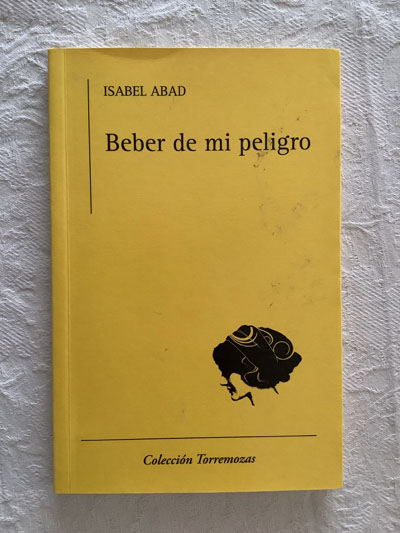 ISABEL ABAD
Beber de mi peligro
Colección Torremozas